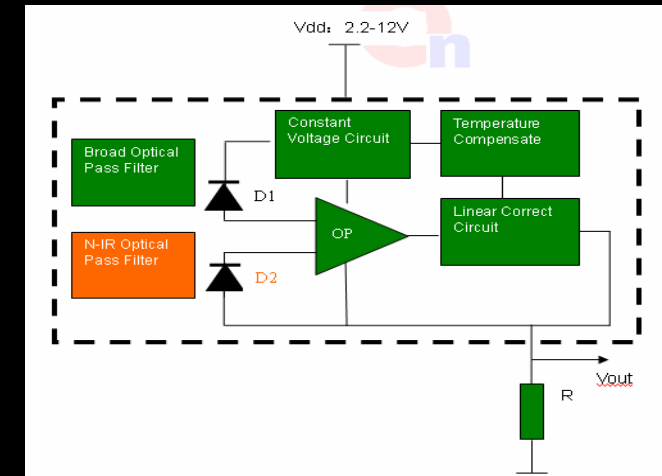 Vdd: 2.2-12V
Constant
Voltage Circuit
Temperature
Compensate
Broad Optical
Pass Filter
D1
Linear Correct
Circuit
OP
N-IR Optical
Pass Filter
D2
Vout
R